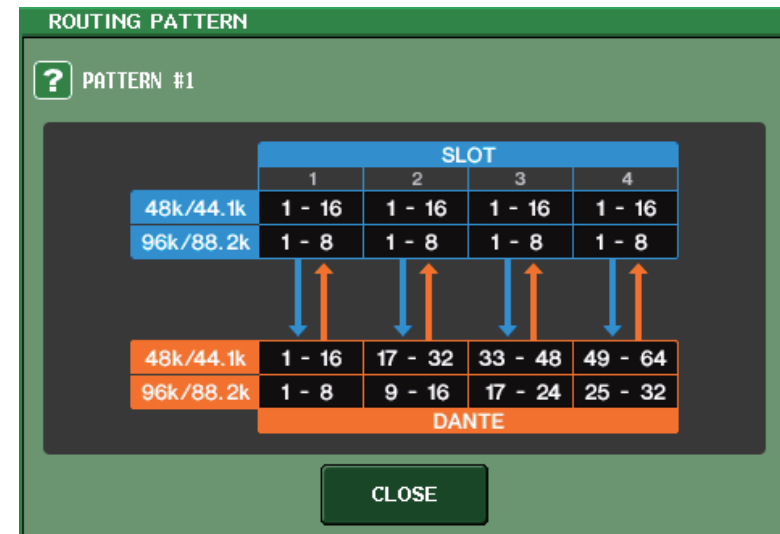 ROUTING PATTERN
? PATTERN #1
SLOT
1 2 3 4
48k/44.1k 1 - 16 1 - 16 1 - 16 1 - 16
96k/88.2k 1 - 8 1 - 8 1 - 8 1 - 8
48k/44.1k 1 - 16 17 - 32 33 - 48 49 - 64
96k/88.2k 1 - 8 9 - 16 17 - 24 25 - 32
DANTE
CLOSE